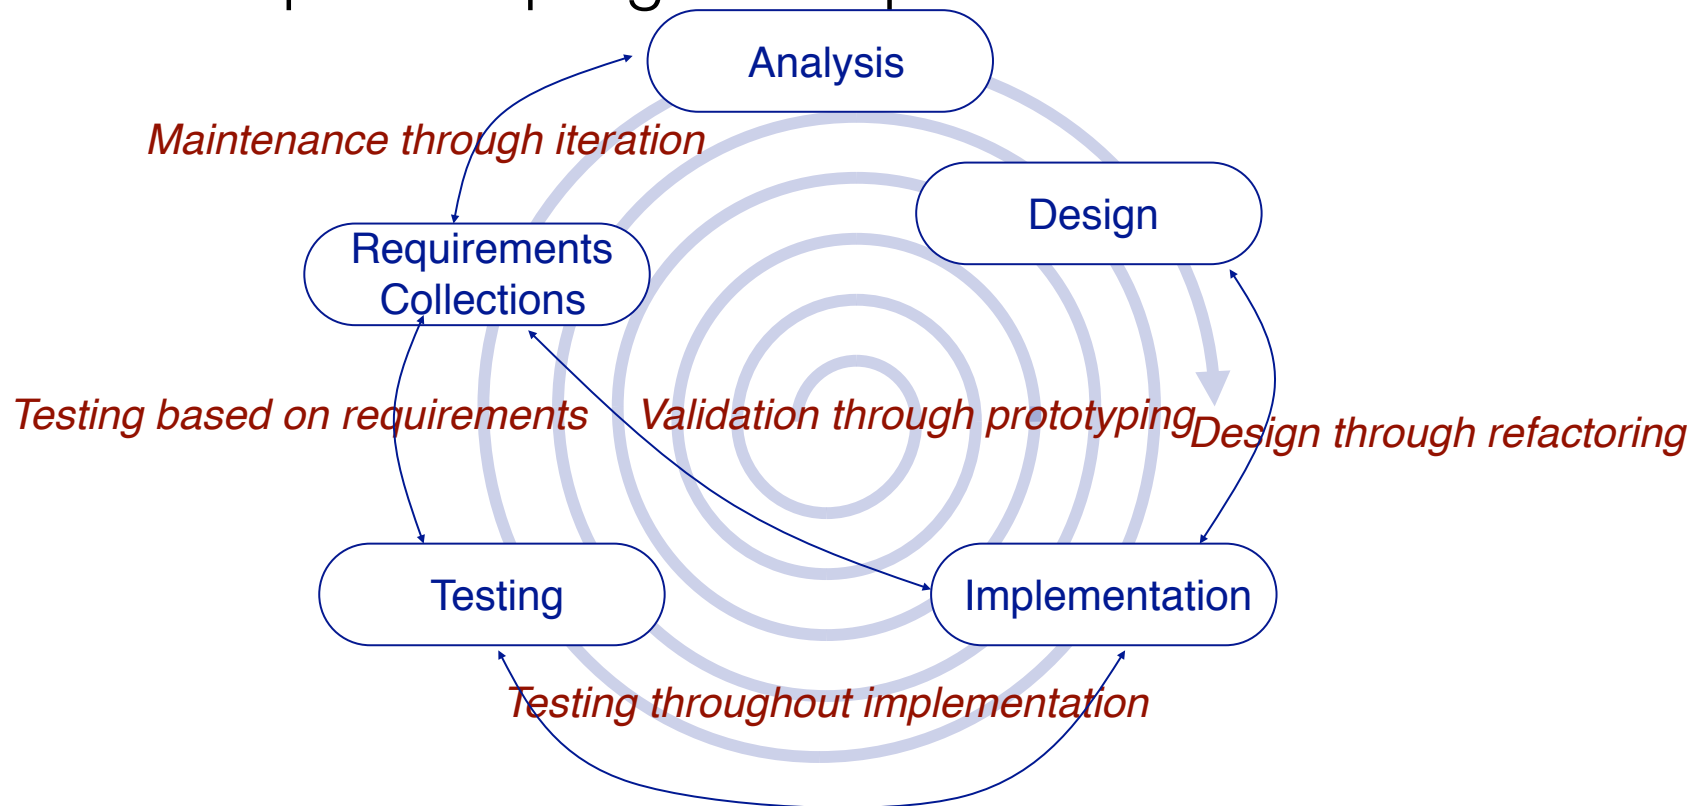 Analysis
Maintenance through iteration
Design
Requirements
Collections
Testing based on requirements
Validation through prototyping
Design through refactoring
Testing
Implementation
Testing throughout implementation